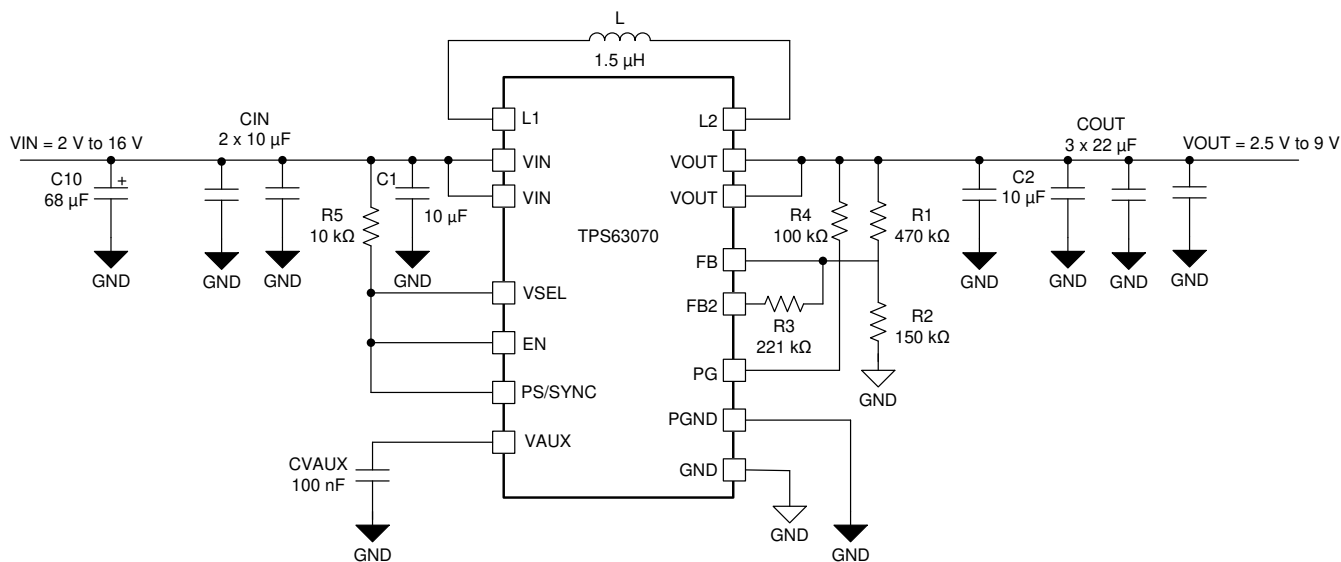 L
1.5 µH
L1
L2
VIN = 2 V to 16 V
CIN
2 x 10 µF
COUT
3 x 22 µF
VOUT = 2.5 V to 9 V
VIN
VOUT
C10
68 µF
+
C1
10 µF
VIN
VOUT
C2
10 µF
R5
10 kΩ
R4
100 kΩ
R1
470 kΩ
TPS63070
GND
GND
GND
GND
GND
GND
GND
GND
FB
VSEL
FB2
R3
221 kΩ
R2
150 kΩ
EN
PG
GND
PS/SYNC
PGND
VAUX
GND
CVAUX
100 nF
GND
GND
GND